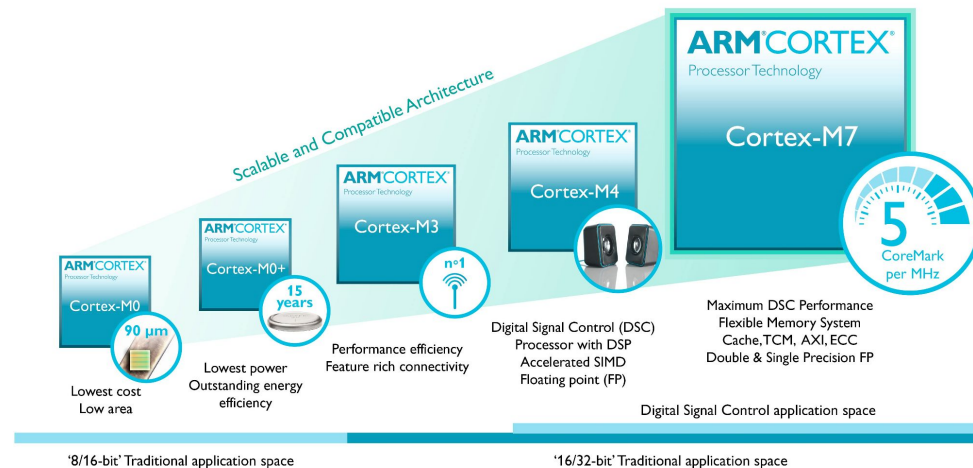 Scalable and Compatible Architecture
ARM®CORTEX®
Processor Technology
Cortex-M0
90 µm
Lowest cost
Low area
ARM®CORTEX®
Processor Technology
Cortex-M0+
15
years
Lowest power
Outstanding energy
efficiency
ARM®CORTEX®
Processor Technology
Cortex-M3
nº1
Performance efficiency
Feature rich connectivity
ARM®CORTEX®
Processor Technology
Cortex-M4
Digital Signal Control (DSC)
Processor with DSP
Accelerated SIMD
Floating point (FP)
ARM®CORTEX®
Processor Technology
Cortex-M7
5
CoreMark
per MHz
Maximum DSC Performance
Flexible Memory System
Cache, TCM, AXI, ECC
Double & Single Precision FP
Digital Signal Control application space
‘8/16-bit’ Traditional application space
‘16/32-bit’ Traditional application space